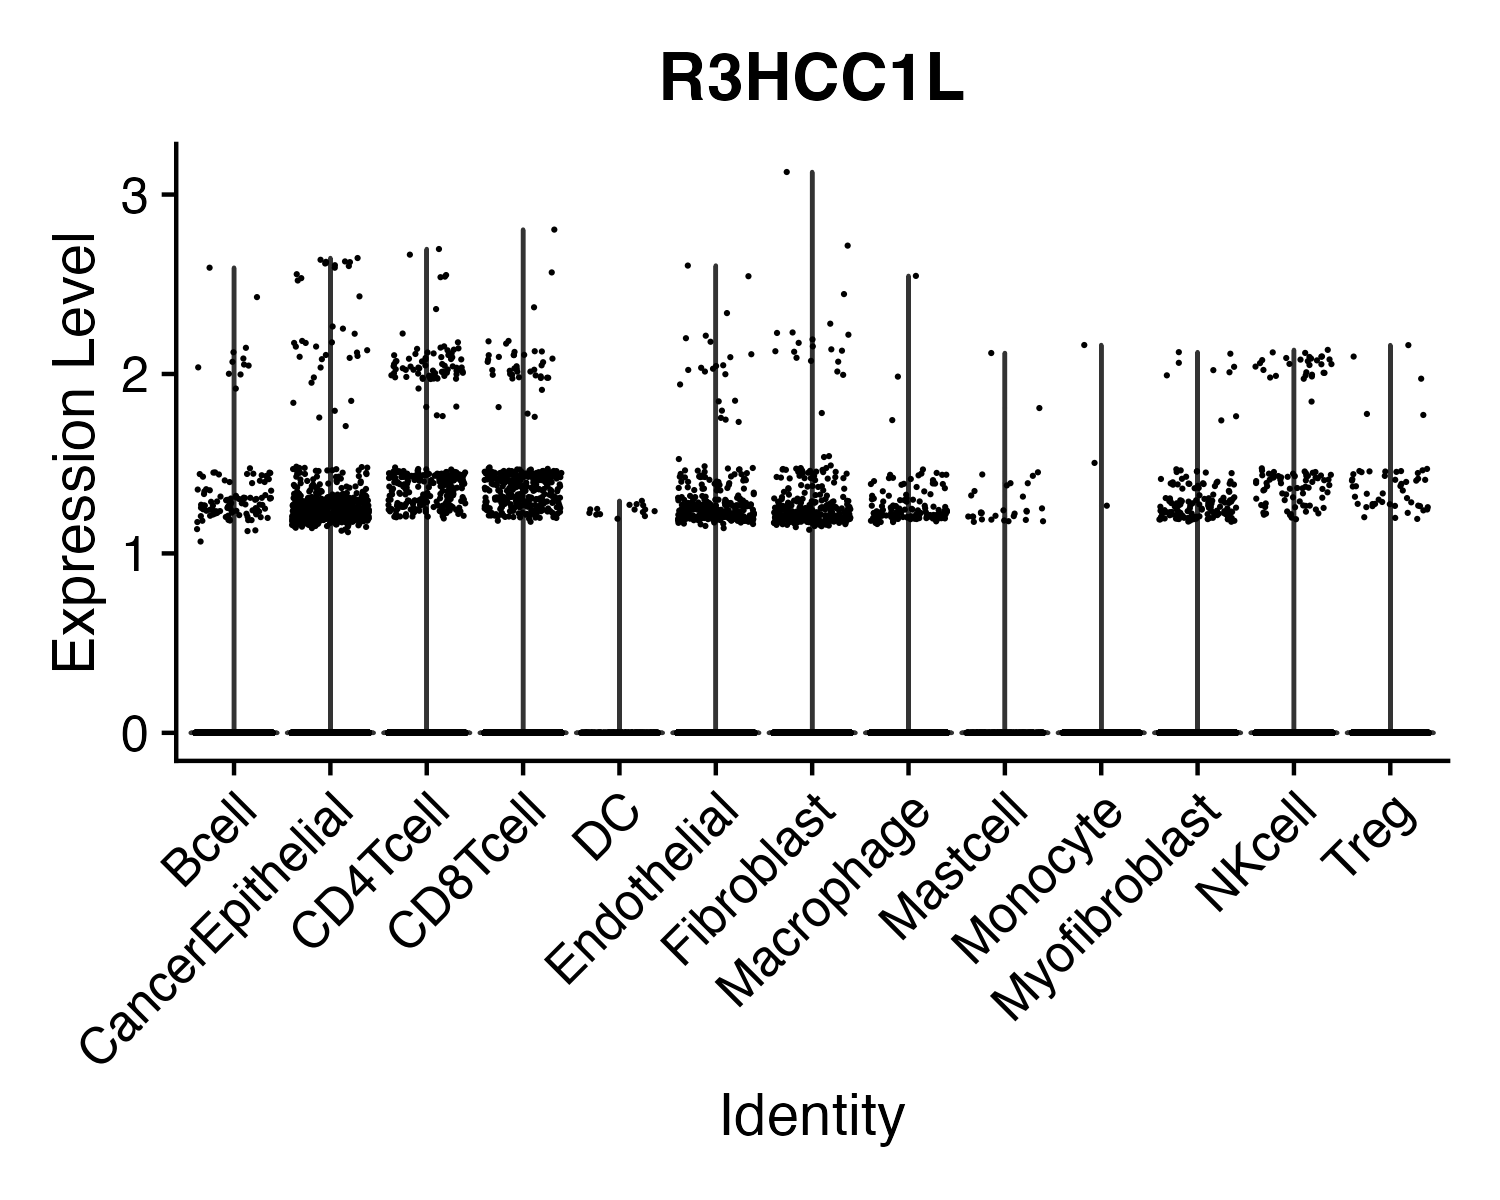 R3HCC1L
Expression Level
3
2
1
0
Bcell
CancerEpithelial
CD4Tcell
CD8Tcell
DC
Endothelial
Fibroblast
Macrophage
Mastcell
Monocyte
Myofibroblast
NKcell
Treg
Identity